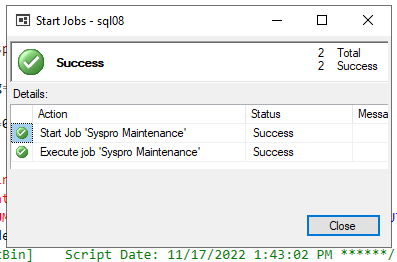 Start Jobs - sql08
Success
2 Total
2 Success
Details:
Action Status Messa
Start Job 'Syspro Maintenance' Success
Execute job 'Syspro Maintenance' Success
Close
tBin] Script Date: 11/17/2022 1:43:02 PM ******/